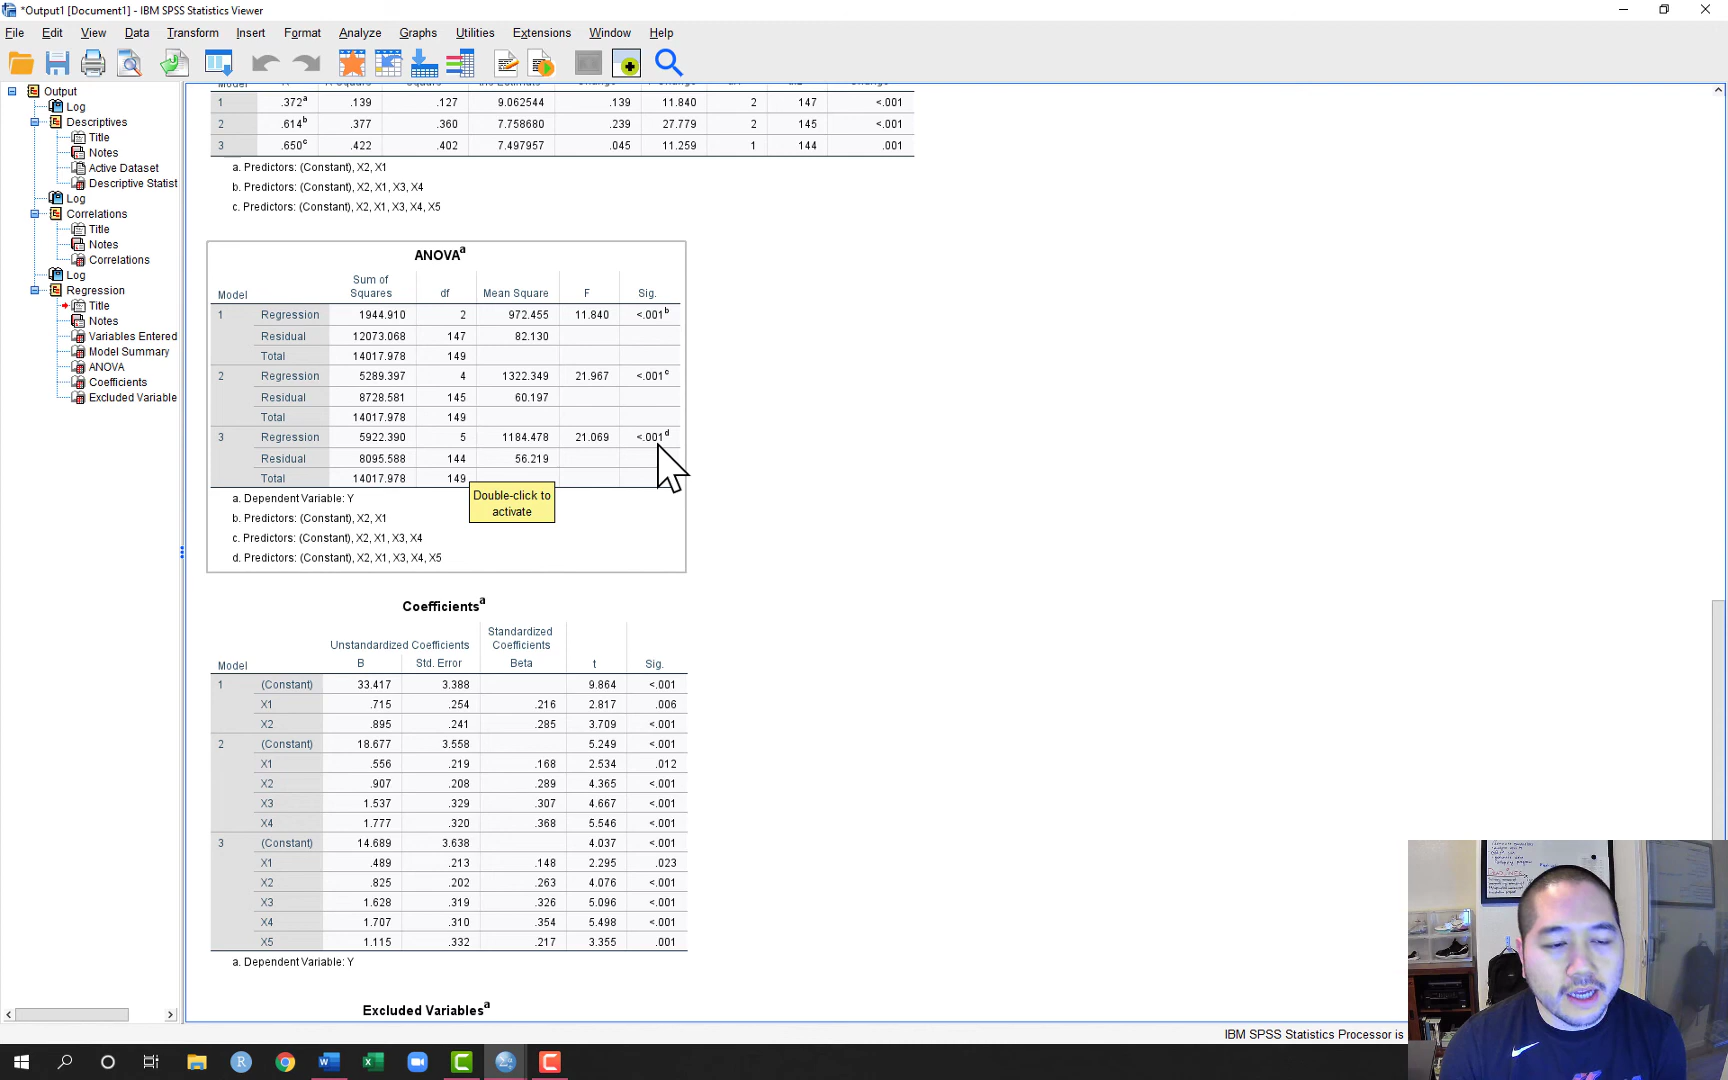 *Output1 [Document1] - IBM SPSS Statistics Viewer
File Edit View Data Transform Insert Format Analyze Graphs Utilities Extensions Window Help
Output
Log
Descriptives
Title
Notes
Active Dataset
Descriptive Statist
Log
Correlations
Title
Notes
Correlations
Log
Regression
Title
Notes
Variables Entered
Model Summary
ANOVA
Coefficients
Excluded Variable
1 .372a .139 .127 9.062544 .139 11.840 2 147 <.001
2 .614b .377 .360 7.758680 .239 27.779 2 145 <.001
3 .650c .422 .402 7.497957 .045 11.259 1 144 .001
a. Predictors: (Constant), X2, X1
b. Predictors: (Constant), X2, X1, X3, X4
c. Predictors: (Constant), X2, X1, X3, X4, X5
ANOVAa
Model Sum of Squares df Mean Square F Sig.
1 Regression 1944.910 2 972.455 11.840 <.001b
Residual 12073.068 147 82.130
Total 14017.978 149
2 Regression 5289.397 4 1322.349 21.967 <.001c
Residual 8728.581 145 60.197
Total 14017.978 149
3 Regression 5922.390 5 1184.478 21.069 <.001d
Residual 8095.588 144 56.219
Total 14017.978 149
Double-click to
activate
a. Dependent Variable: Y
b. Predictors: (Constant), X2, X1
c. Predictors: (Constant), X2, X1, X3, X4
d. Predictors: (Constant), X2, X1, X3, X4, X5
Coefficientsa
Unstandardized Coefficients Standardized Coefficients
Model B Std. Error Beta t Sig.
1 (Constant) 33.417 3.388 9.864 <.001
X1 .715 .254 .216 2.817 .006
X2 .895 .241 .285 3.709 <.001
2 (Constant) 18.677 3.558 5.249 <.001
X1 .556 .219 .168 2.534 .012
X2 .907 .208 .289 4.365 <.001
X3 1.537 .329 .307 4.667 <.001
X4 1.777 .320 .368 5.546 <.001
3 (Constant) 14.689 3.638 4.037 <.001
X1 .489 .213 .148 2.295 .023
X2 .825 .202 .263 4.076 <.001
X3 1.628 .319 .326 5.096 <.001
X4 1.707 .310 .354 5.498 <.001
X5 1.115 .332 .217 3.355 .001
a. Dependent Variable: Y
Excluded Variablesa
IBM SPSS Statistics Processor is